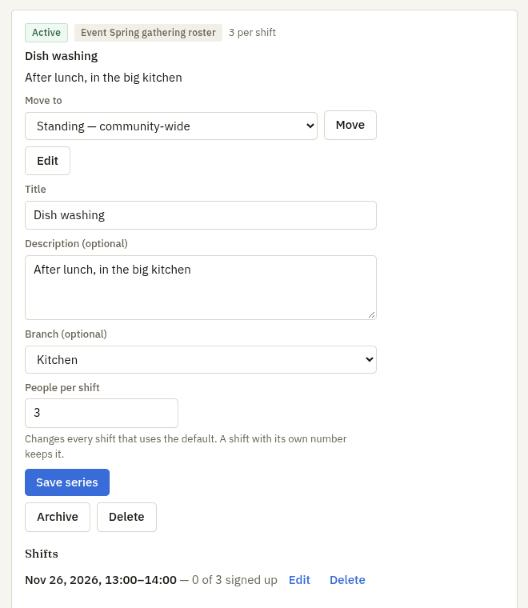 Active Event Spring gathering roster 3 per shift
Dish washing
After lunch, in the big kitchen
Move to
Standing — community-wide Move
Edit
Title
Dish washing
Description (optional)
After lunch, in the big kitchen
Branch (optional)
Kitchen
People per shift
3
Changes every shift that uses the default. A shift with its own number
keeps it.
Save series
Archive Delete
Shifts
Nov 26, 2026, 13:00–14:00 — 0 of 3 signed up Edit Delete